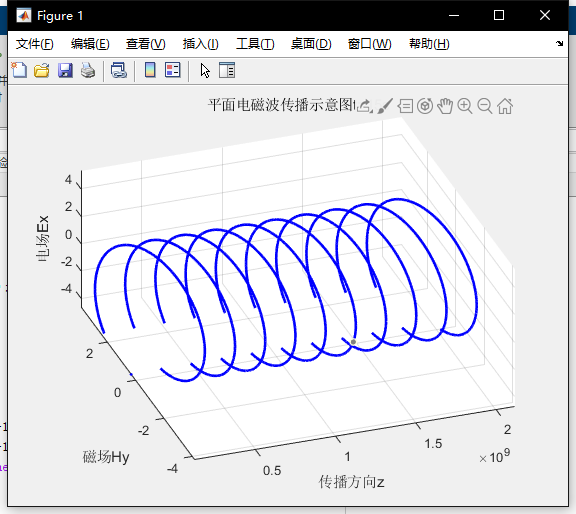 Figure 1
文件(F) 编辑(E) 查看(V) 插入(I) 工具(T) 桌面(D) 窗口(W) 帮助(H)
平面电磁波传播示意图
4
2
0
-2
-4
电场Ex
2
0
-2
-4
磁场Hy
0.5
1
1.5
2
×10⁹
传播方向z